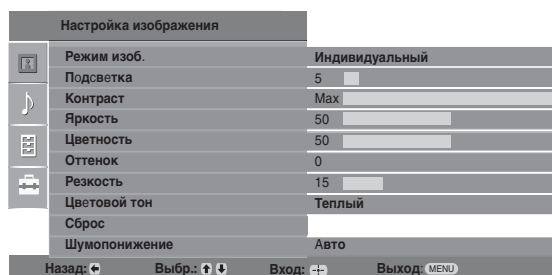 Настройка изображения
Режим изоб. Индивидуальный
Подсветка 5
Контраст Max
Яркость 50
Цветность 50
Оттенок 0
Резкость 15
Цветовой тон Теплый
Сброс
Шумопонижение Авто
Назад: Выбр.: Вход: Выход: MENU